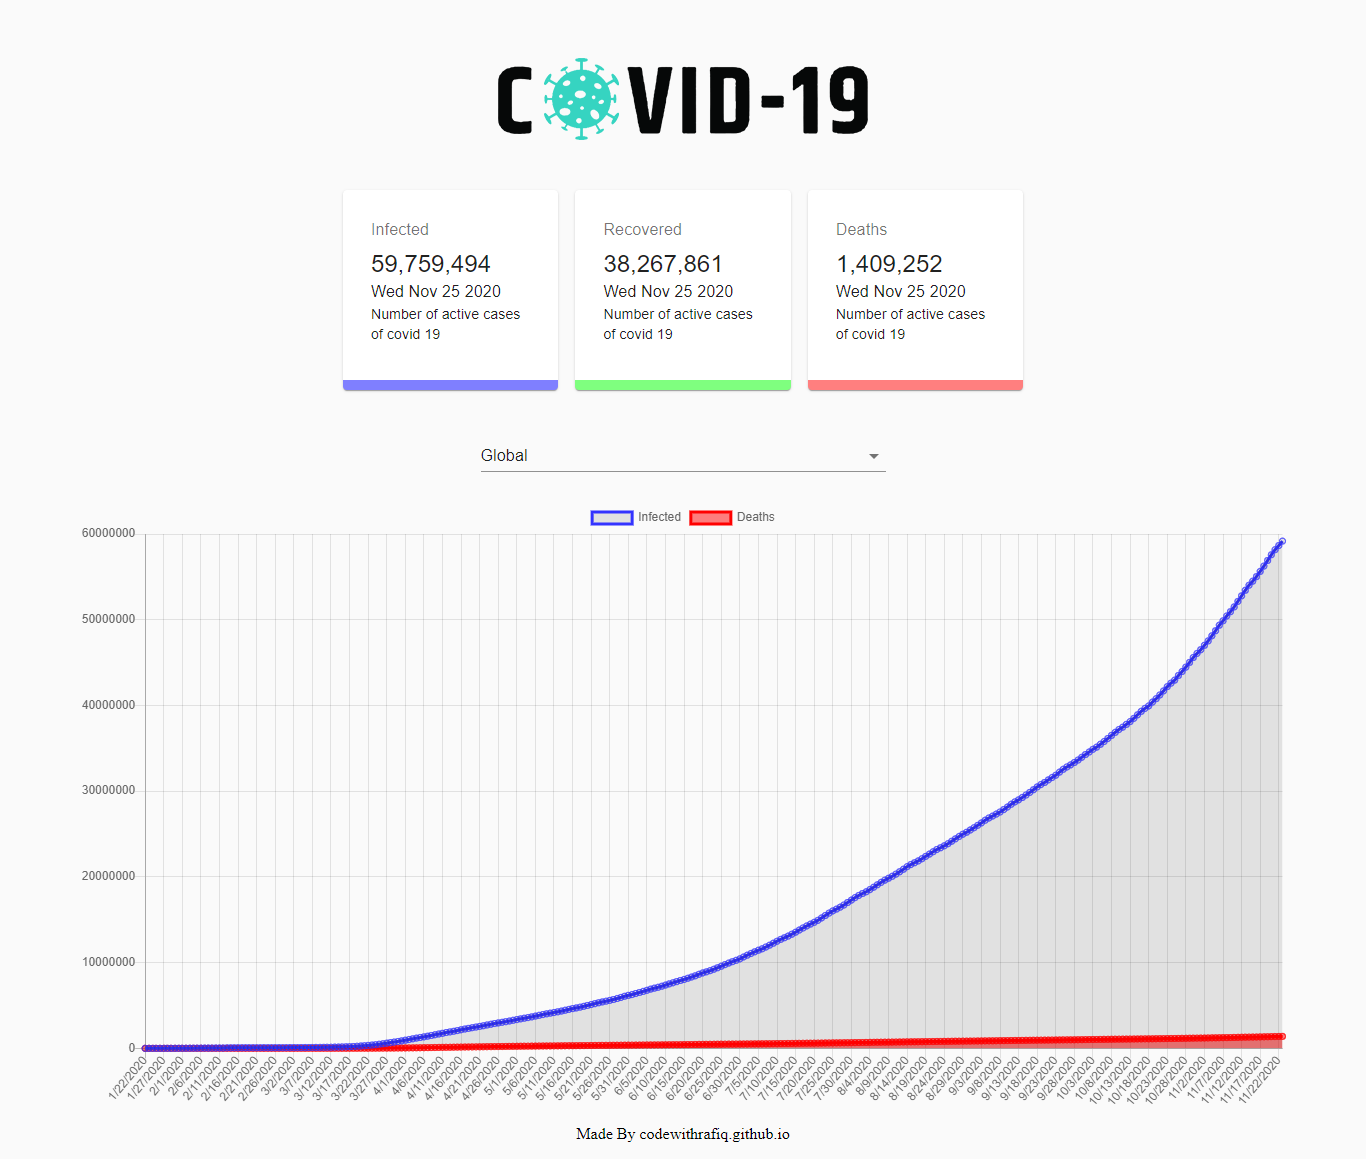 COVID-19
Infected
59,759,494
Wed Nov 25 2020
Number of active cases
of covid 19
Recovered
38,267,861
Wed Nov 25 2020
Number of active cases
of covid 19
Deaths
1,409,252
Wed Nov 25 2020
Number of active cases
of covid 19
Global
Infected Deaths
60000000
50000000
40000000
30000000
20000000
10000000
0
1/22/2020 1/27/2020 2/1/2020 2/6/2020 2/11/2020 2/16/2020 2/21/2020 2/26/2020 3/2/2020 3/7/2020 3/12/2020 3/17/2020 3/22/2020 3/27/2020 4/1/2020 4/6/2020 4/11/2020 4/16/2020 4/21/2020 4/26/2020 5/1/2020 5/6/2020 5/11/2020 5/16/2020 5/21/2020 5/26/2020 5/31/2020 6/5/2020 6/10/2020 6/15/2020 6/20/2020 6/25/2020 6/30/2020 7/5/2020 7/10/2020 7/15/2020 7/20/2020 7/25/2020 7/30/2020 8/4/2020 8/9/2020 8/14/2020 8/19/2020 8/24/2020 8/29/2020 9/3/2020 9/8/2020 9/13/2020 9/18/2020 9/23/2020 9/28/2020 10/3/2020 10/8/2020 10/13/2020 10/18/2020 10/23/2020 10/28/2020 11/2/2020 11/7/2020 11/12/2020 11/17/2020 11/22/2020
Made By codewithrafiq.github.io